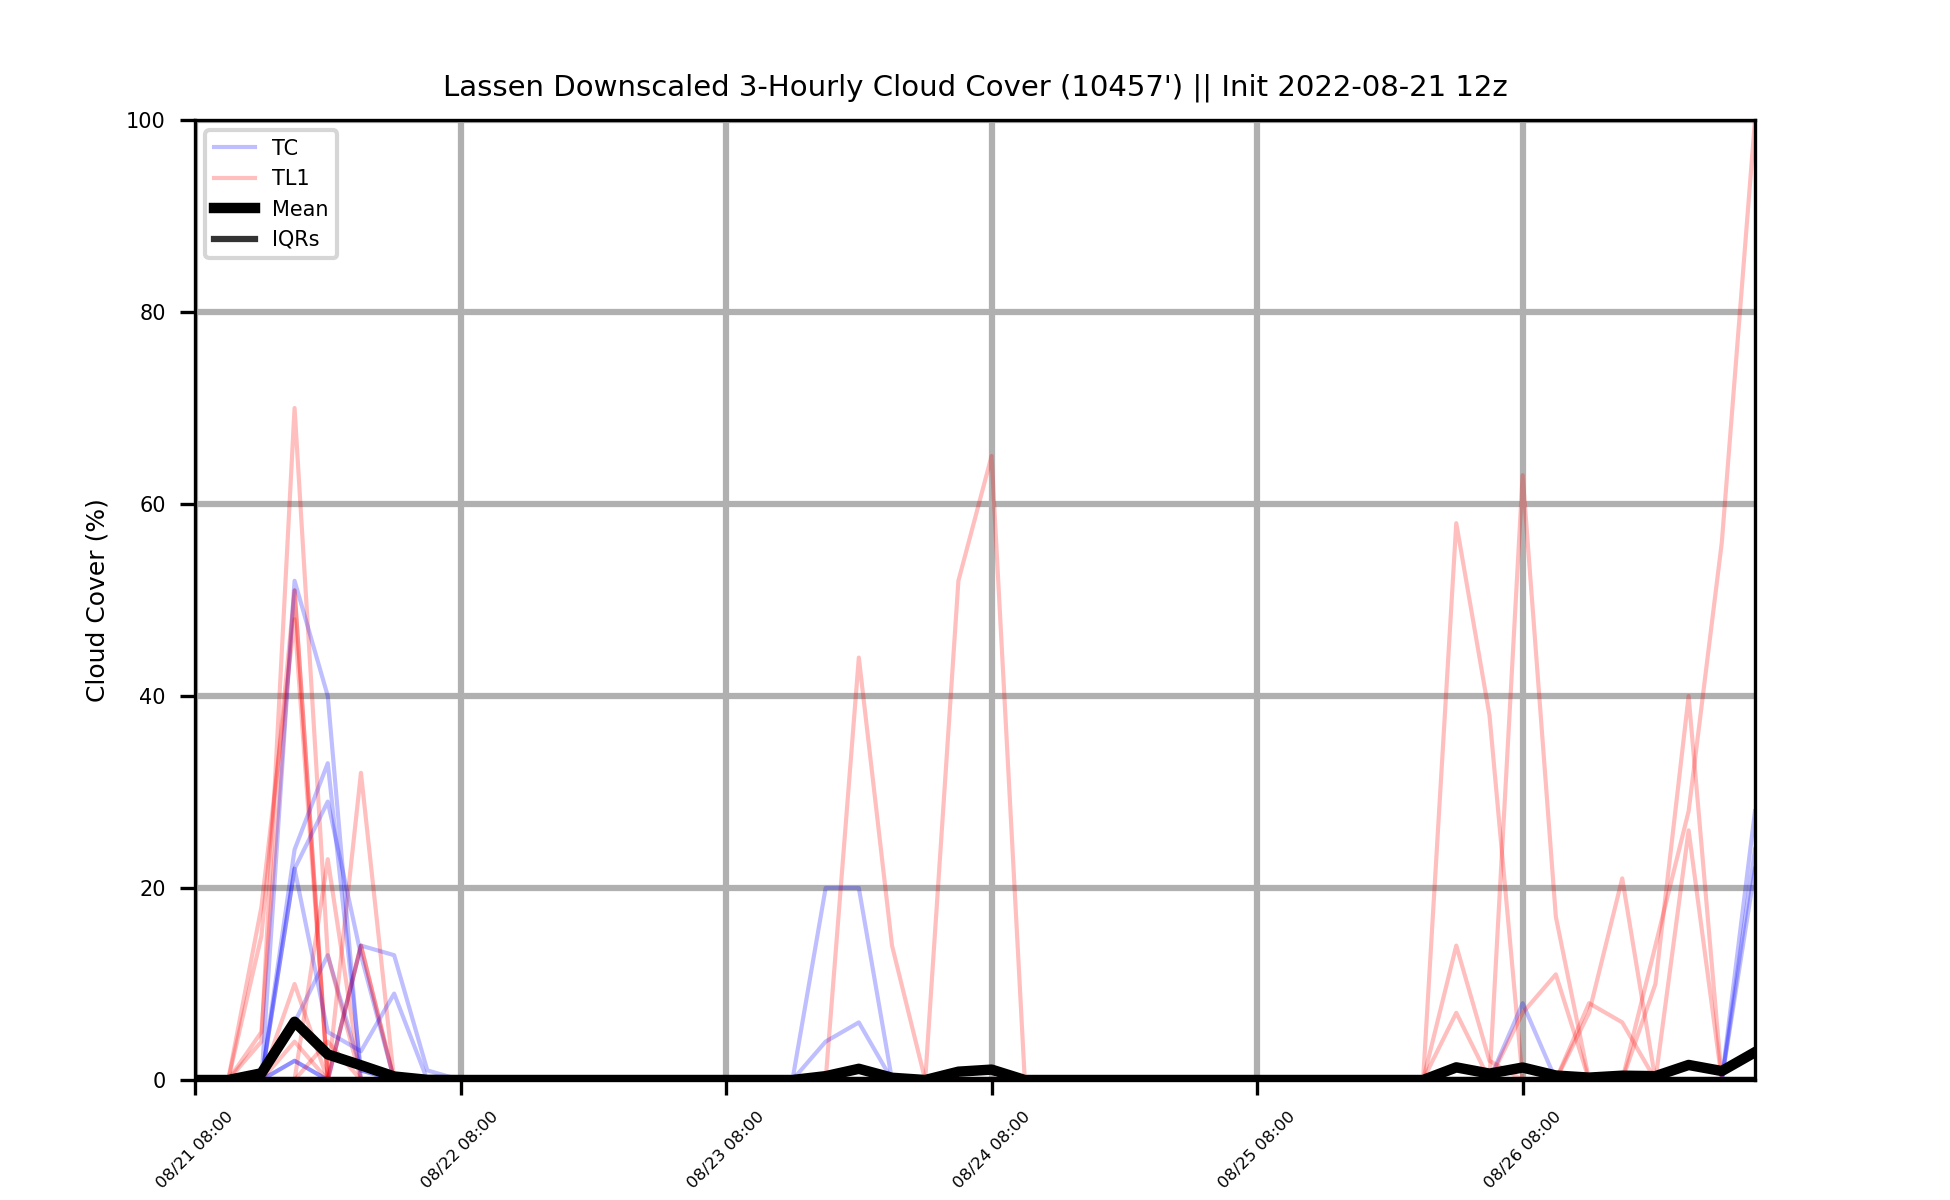 Lassen Downscaled 3-Hourly Cloud Cover (10457') || Init 2022-08-21 12z
100
80
60
40
20
0
Cloud Cover (%)
TC
TL1
Mean
IQRs
08/21 08:00
08/22 08:00
08/23 08:00
08/24 08:00
08/25 08:00
08/26 08:00